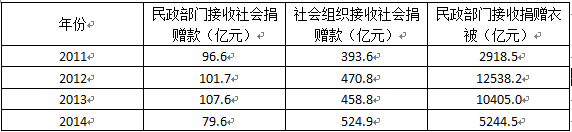 年份 民政部门接收社会捐赠款（亿元） 社会组织接收社会捐赠款（亿元） 民政部门接收捐赠衣被（亿元）
2011 96.6 393.6 2918.5
2012 101.7 470.8 12538.2
2013 107.6 458.8 10405.0
2014 79.6 524.9 5244.5